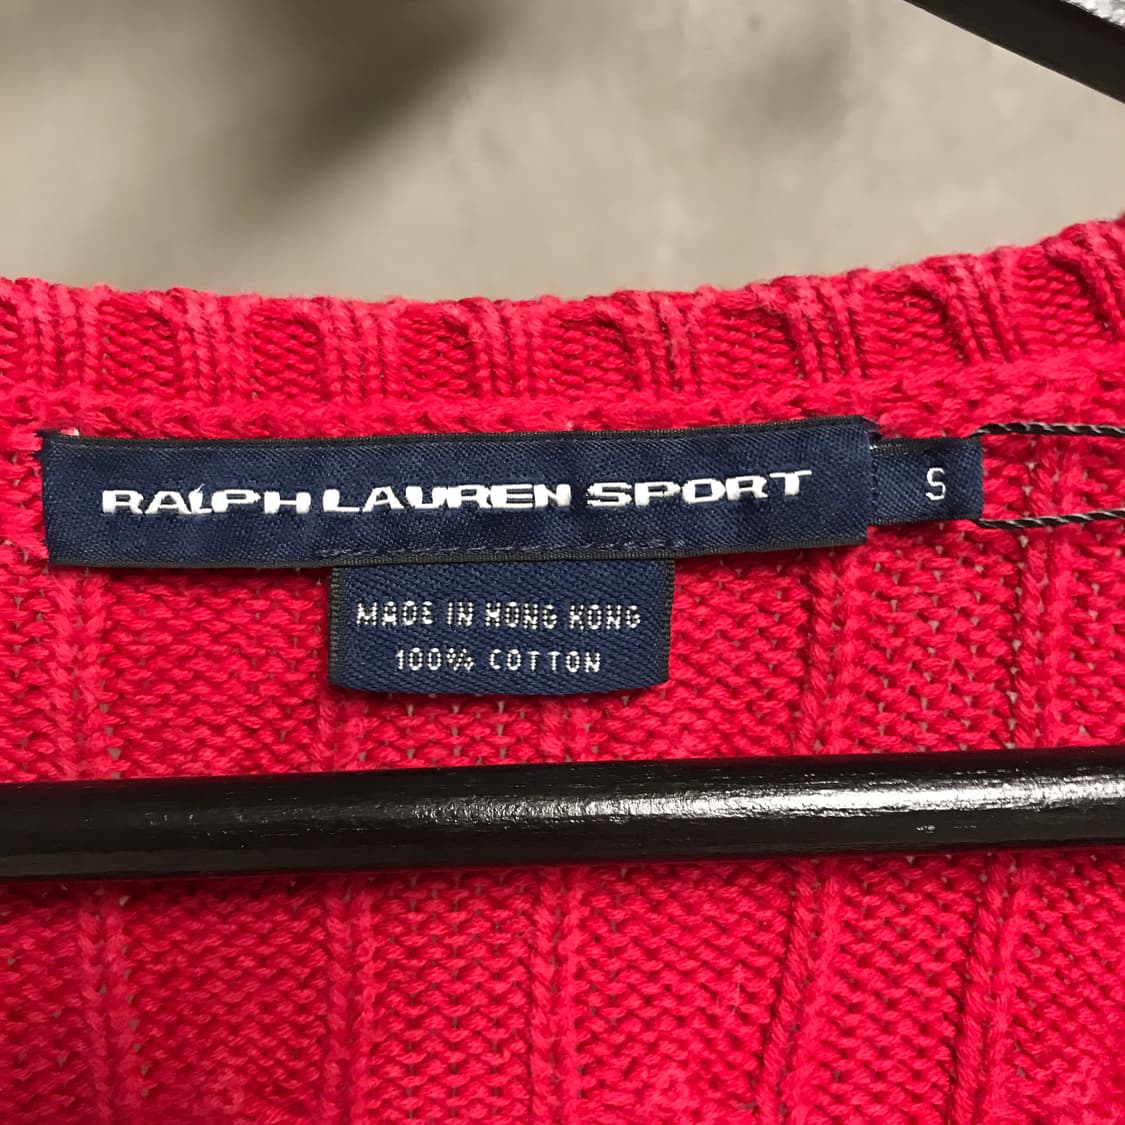 RALPH LAUREN SPORT
S
MADE IN HONG KONG
100% COTTON